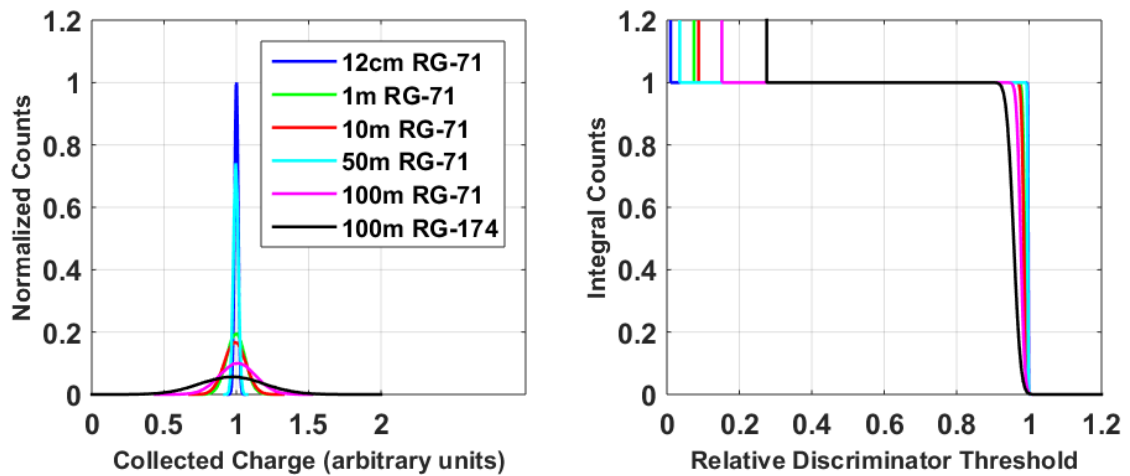 1.2
1
0.8
0.6
0.4
0.2
0
Normalized Counts
12cm RG-71
1m RG-71
10m RG-71
50m RG-71
100m RG-71
100m RG-174
0 0.5 1 1.5 2
Collected Charge (arbitrary units)
1.2
1
0.8
0.6
0.4
0.2
0
Integral Counts
0 0.2 0.4 0.6 0.8 1 1.2
Relative Discriminator Threshold